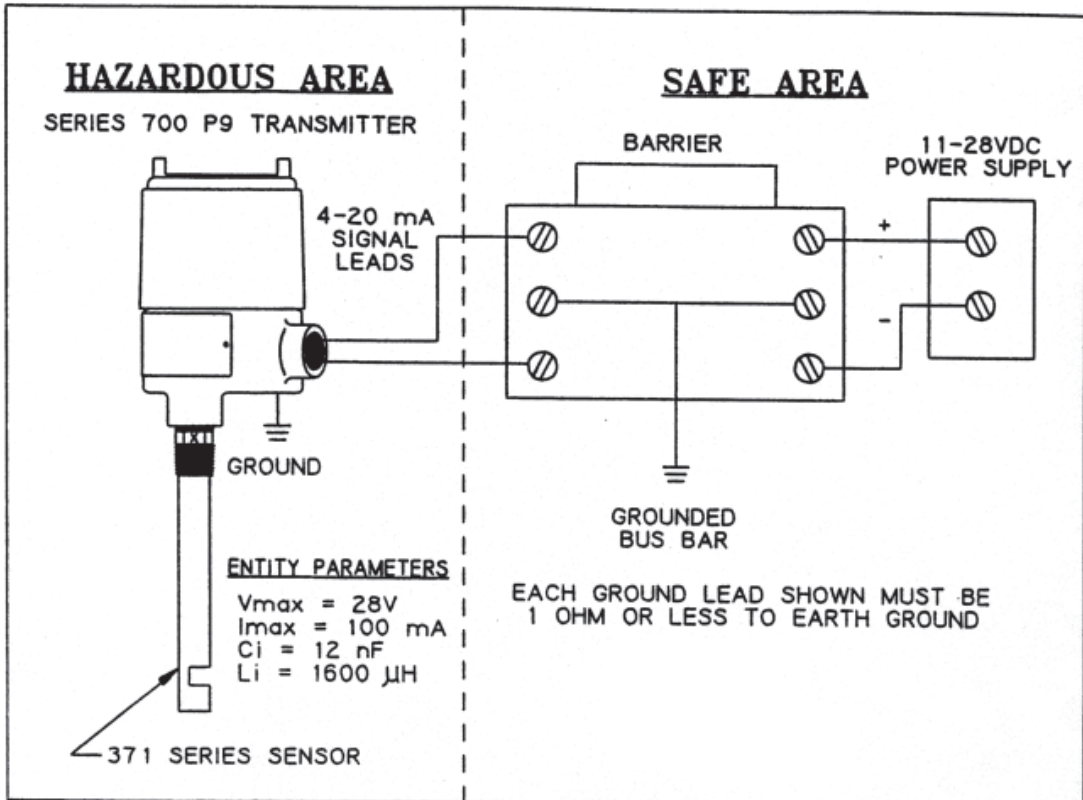 HAZARDOUS AREA
SERIES 700 P9 TRANSMITTER
4-20 mA
SIGNAL
LEADS
GROUND
ENTITY PARAMETERS
Vmax = 28V
Imax = 100 mA
Ci = 12 nF
Li = 1600 µH
371 SERIES SENSOR
SAFE AREA
BARRIER
11-28VDC
POWER SUPPLY
+
-
GROUNDED
BUS BAR
EACH GROUND LEAD SHOWN MUST BE
1 OHM OR LESS TO EARTH GROUND